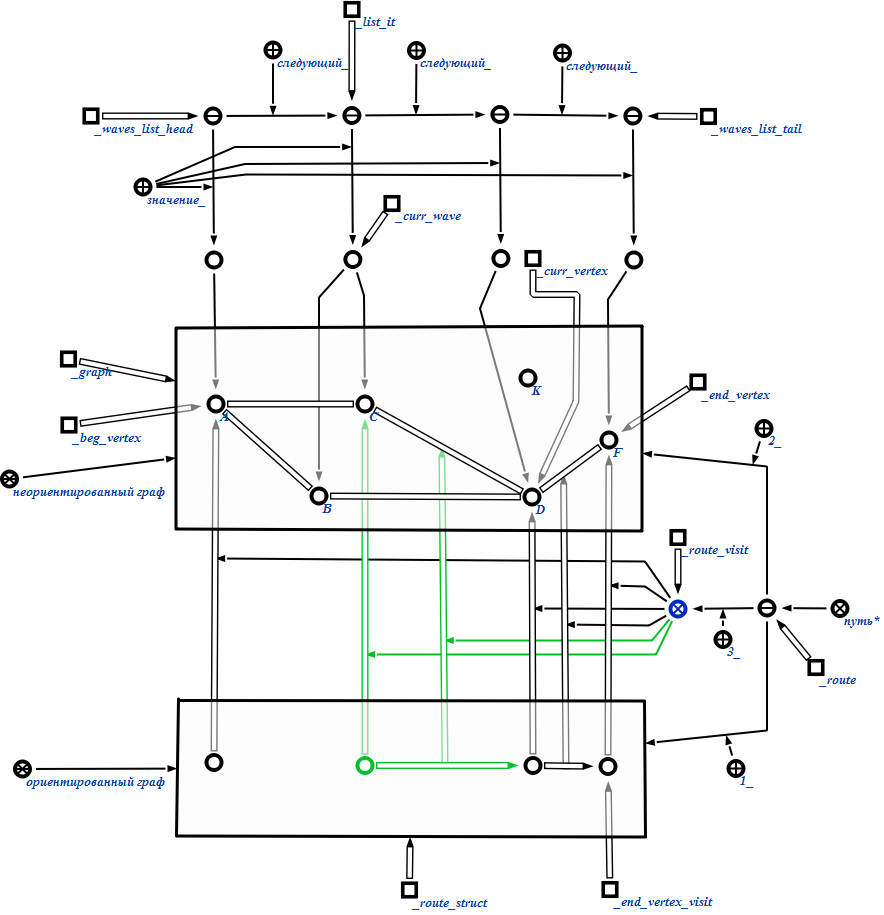 _list_it
следующий_
следующий_
следующий_
_waves_list_head
_waves_list_tail
значение_
_curr_wave
_curr_vertex
_graph
K
_end_vertex
A
C
_beg_vertex
2_
F
неориентированный граф
B
D
_route_visit
путь*
3_
_route
ориентированный граф
1_
_route_struct
_end_vertex_visit